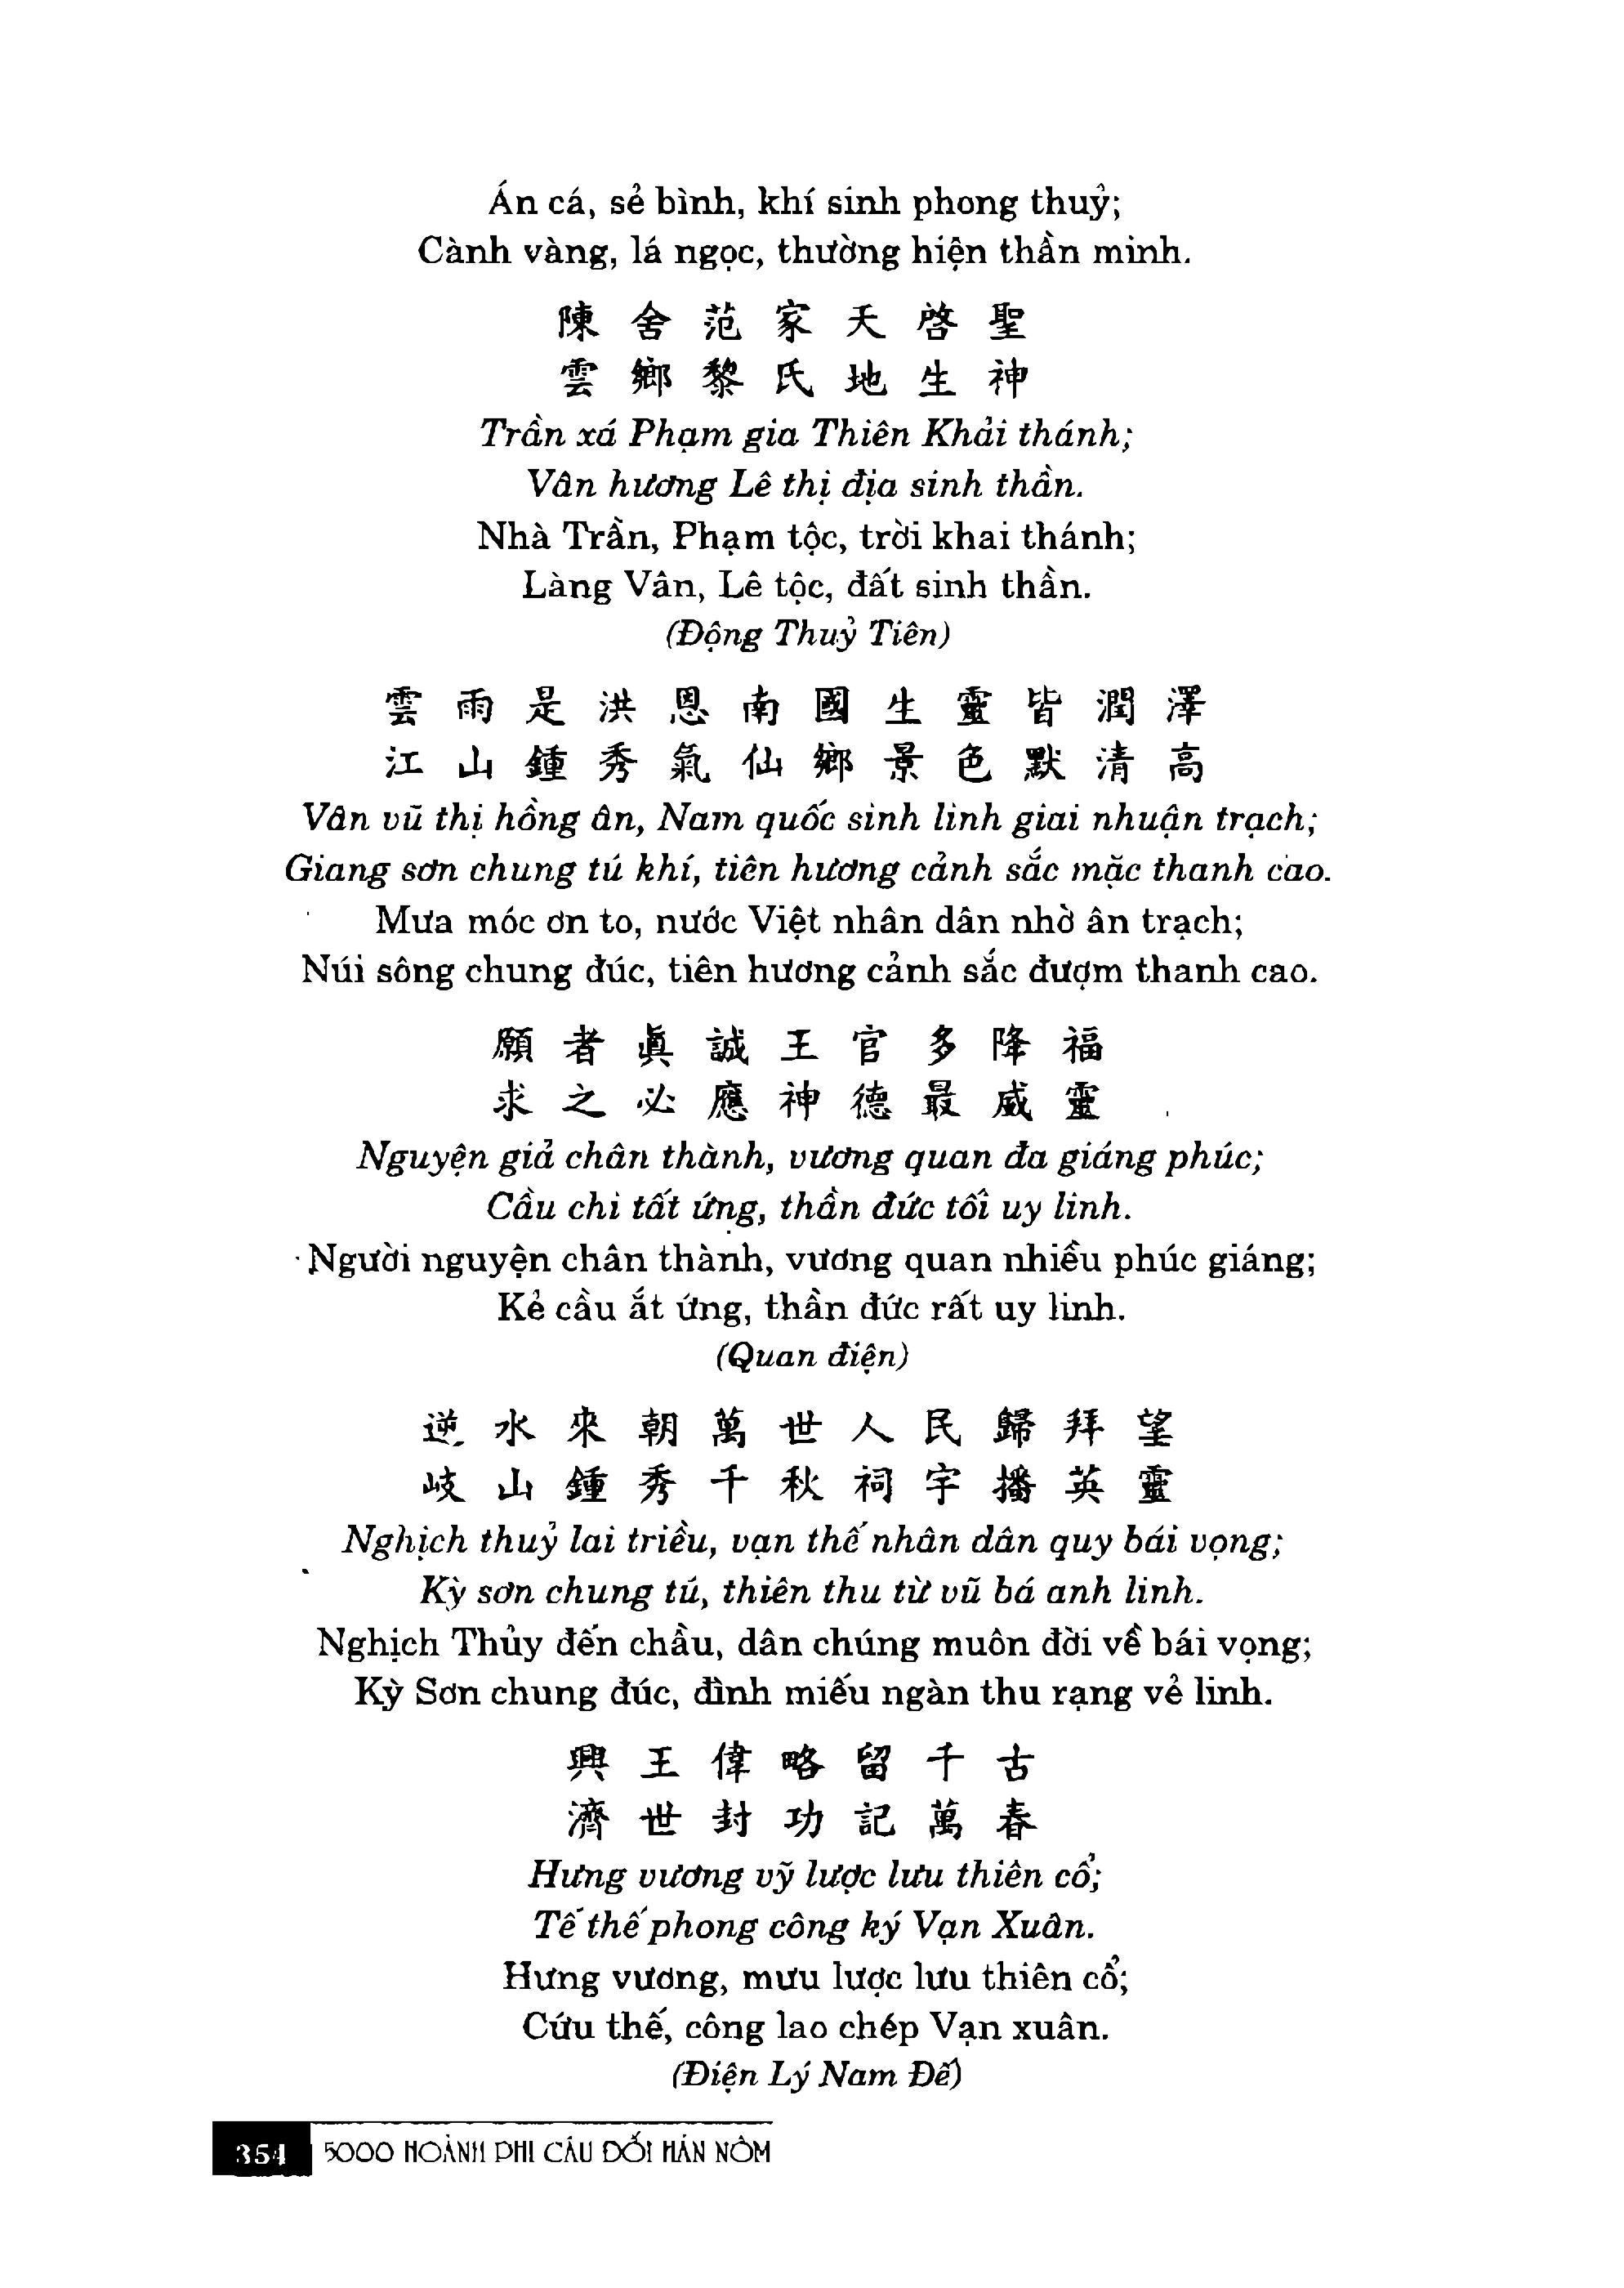 Án cá, sẻ bình, khí sinh phong thuỷ;
Cành vàng, lá ngọc, thường hiện thần minh.
陳舍范家天啓聖
雲鄉黎氏地生神
Trần xá Phạm gia Thiên Khải thánh;
Vân hương Lê thị địa sinh thần.
Nhà Trần, Phạm tộc, trời khai thánh;
Làng Vân, Lê tộc, đất sinh thần.
(Động Thuỷ Tiên)
雲雨是洪恩南國生靈皆潤澤
江山鍾秀氣仙鄉景色默清高
Vân vũ thị hồng ân, Nam quốc sinh linh giai nhuận trạch;
Giang sơn chung tú khí, tiên hương cảnh sắc mặc thanh cao.
Mưa móc ơn to, nước Việt nhân dân nhờ ân trạch;
Núi sông chung đúc, tiên hương cảnh sắc đượm thanh cao.
願者眞誠王官多降福
求之必應神德最威靈
Nguyện giả chân thành, vương quan đa giáng phúc;
Cầu chi tất ứng, thần đức tối uy linh.
Người nguyện chân thành, vương quan nhiều phúc giáng;
Kẻ cầu ắt ứng, thần đức rất uy linh.
(Quan điện)
逆水來朝萬世人民歸拜望
岐山鍾秀千秋祠宇播英靈
Nghịch thuỷ lai triều, vạn thế nhân dân quy bái vọng;
Kỳ sơn chung tú, thiên thu từ vũ bá anh linh.
Nghịch Thủy đến chầu, dân chúng muôn đời về bái vọng;
Kỳ Sơn chung đúc, đình miếu ngàn thu rạng vẻ linh.
興王偉略留千古
濟世封功記萬春
Hưng vương vỹ lược lưu thiên cổ;
Tế thế phong công ký Vạn Xuân.
Hưng vương, mưu lược lưu thiên cổ;
Cứu thế, công lao chép Vạn xuân.
(Điện Lý Nam Đế)
354 5000 HOÀNH PHI CÂU ĐỐI HÁN NÔM